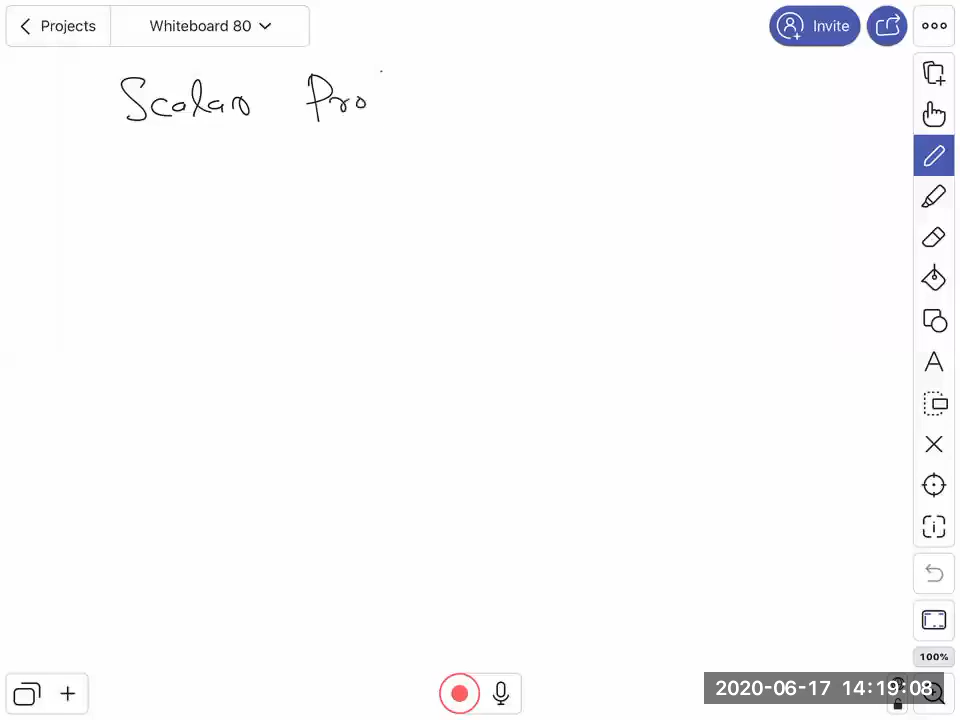 Projects Whiteboard 80 Invite
Scalar Pro
A
100%
2020-06-17 14:19:08